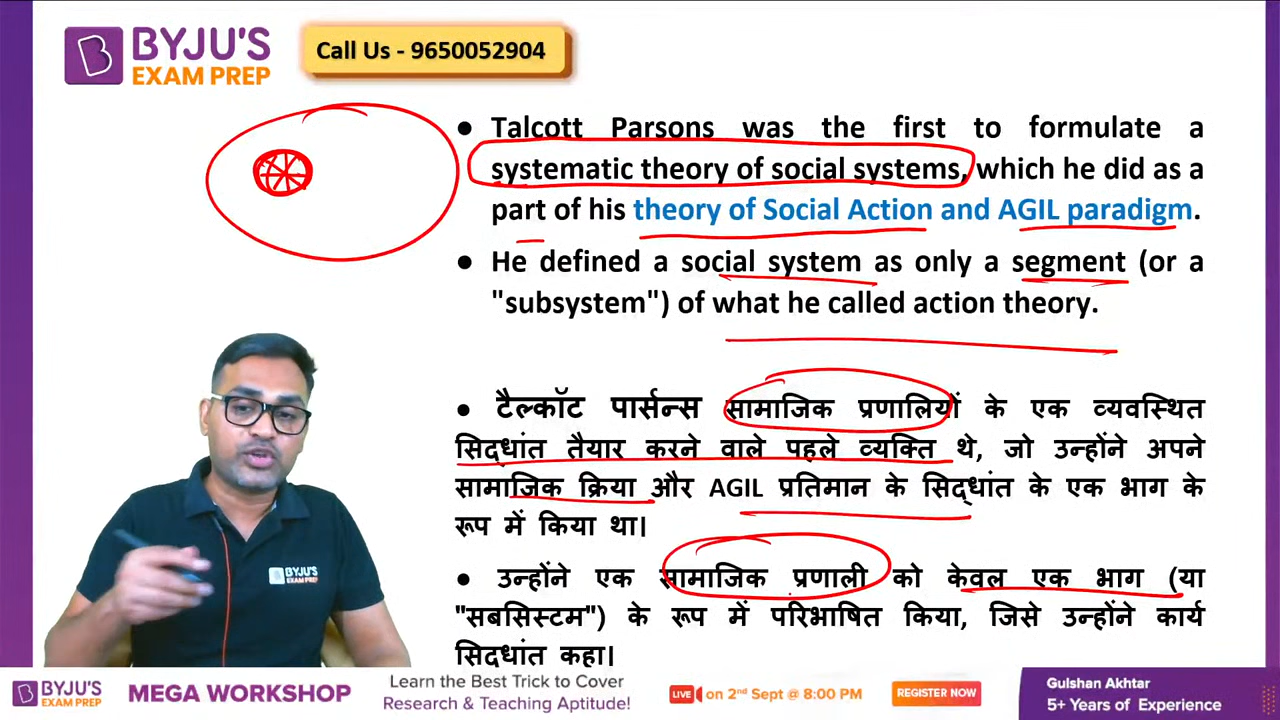 BYJU'S
EXAM PREP
Call Us - 9650052904
● Talcott Parsons was the first to formulate a
systematic theory of social systems, which he did as a
part of his theory of Social Action and AGIL paradigm.
● He defined a social system as only a segment (or a
"subsystem") of what he called action theory.
● टैल्कॉट पार्सन्स सामाजिक प्रणालियों के एक व्यवस्थित
सिद्धांत तैयार करने वाले पहले व्यक्ति थे, जो उन्होंने अपने
सामाजिक क्रिया और AGIL प्रतिमान के सिद्धांत के एक भाग के
रूप में किया था।
● उन्होंने एक सामाजिक प्रणाली को केवल एक भाग (या
"सबसिस्टम") के रूप में परिभाषित किया, जिसे उन्होंने कार्य
सिद्धांत कहा।
BYJU'S
EXAM PREP
BYJU'S
EXAM PREP
MEGA WORKSHOP
Learn the Best Trick to Cover
Research & Teaching Aptitude!
LIVE on 2nd Sept @ 8:00 PM
REGISTER NOW
Gulshan Akhtar
5+ Years of Experience